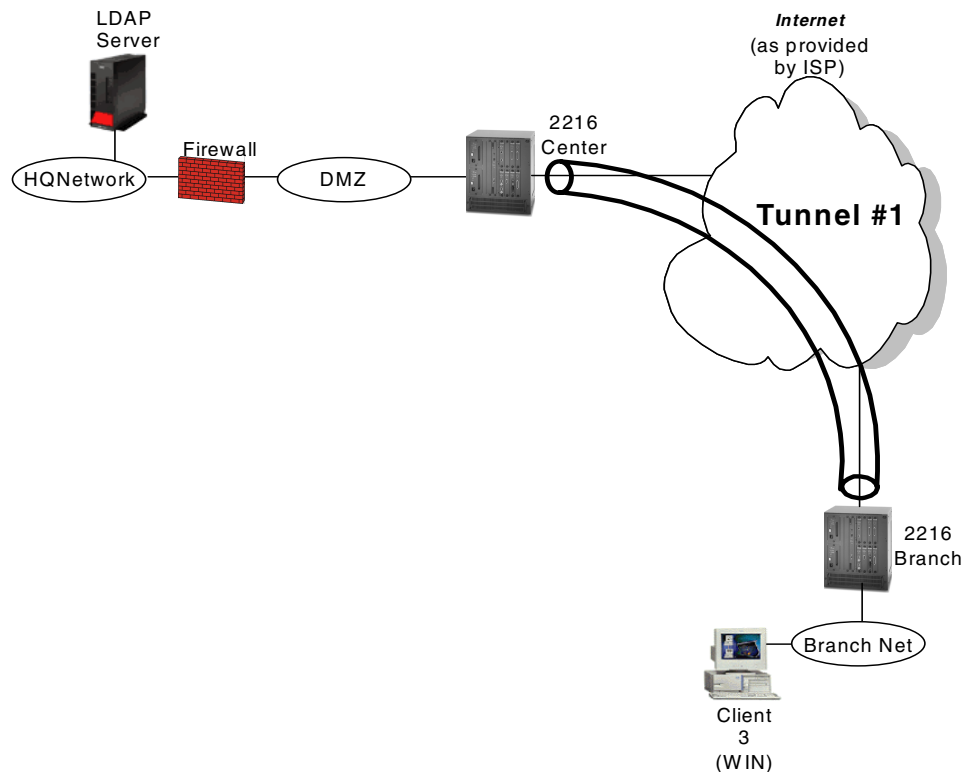 LDAP
Server
Internet
(as provided
by ISP)
2216
Center
Firewall
HQNetwork
DMZ
Tunnel #1
2216
Branch
Branch Net
Client
3
(WIN)